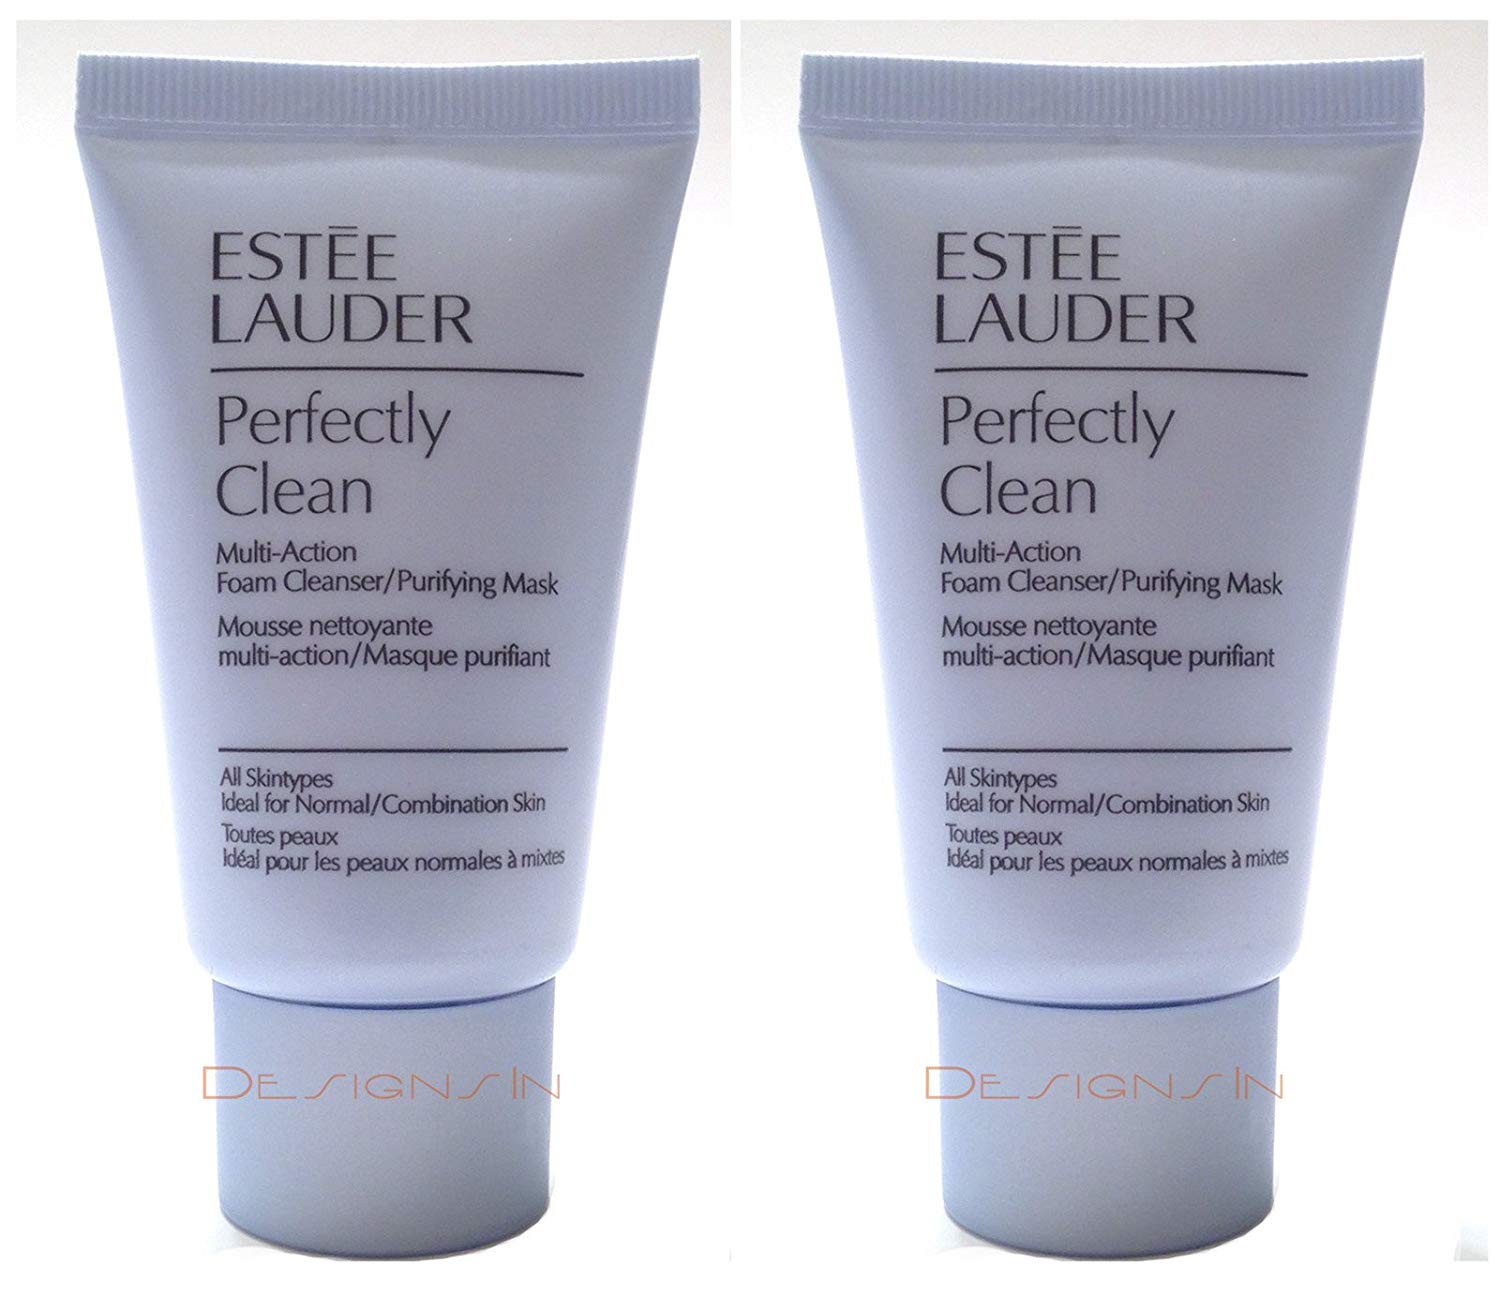 ESTĒE
LAUDER
Perfectly
Clean
Multi-Action
Foam Cleanser/Purifying Mask
Mousse nettoyante
multi-action/Masque purifiant
All Skintypes
Ideal for Normal/Combination Skin
Toutes peaux
Idéal pour les peaux normales à mixtes
DESIGNSIN
ESTĒE
LAUDER
Perfectly
Clean
Multi-Action
Foam Cleanser/Purifying Mask
Mousse nettoyante
multi-action/Masque purifiant
All Skintypes
Ideal for Normal/Combination Skin
Toutes peaux
Idéal pour les peaux normales à mixtes
DESIGNSIN